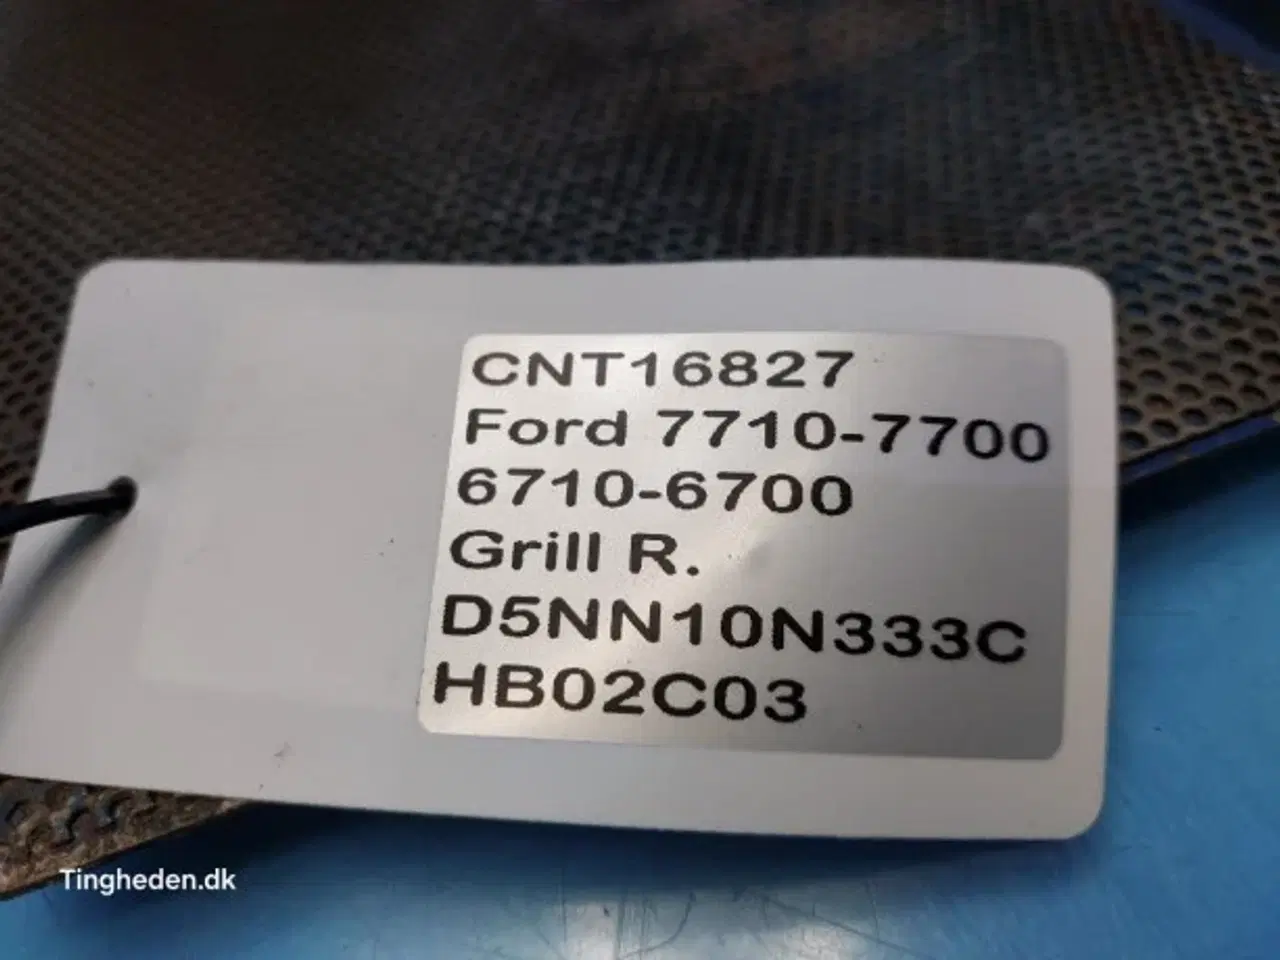 CNT16827
Ford 7710-7700
6710-6700
Grill R.
D5NN10N333C
HB02C03
Tingheden.dk